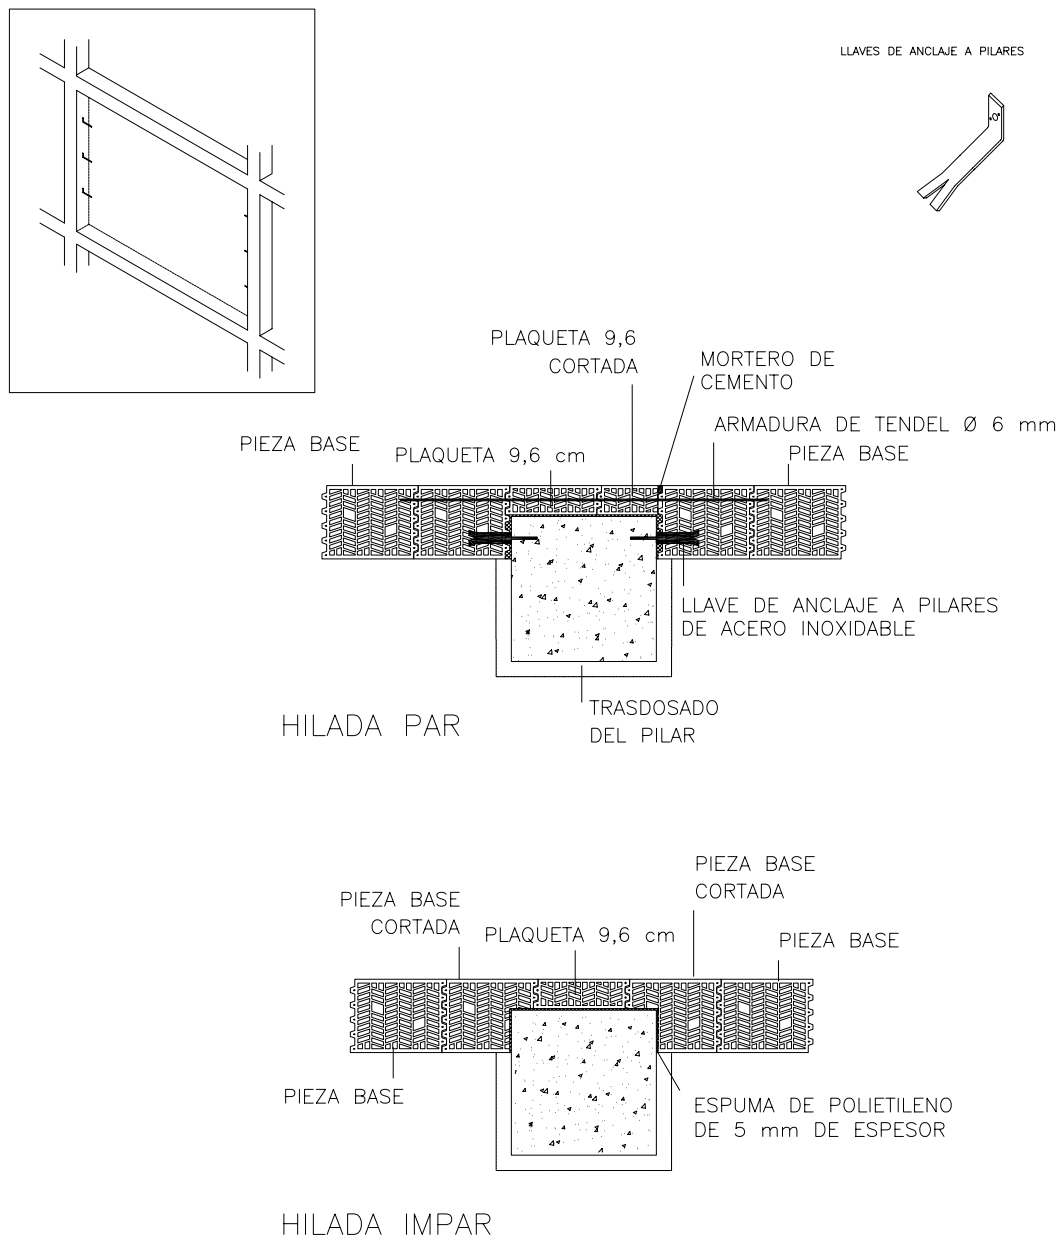 LLAVES DE ANCLAJE A PILARES
PLAQUETA 9,6
CORTADA
MORTERO DE
CEMENTO
ARMADURA DE TENDEL Ø 6 mm
PIEZA BASE
PLAQUETA 9,6 cm
PIEZA BASE
LLAVE DE ANCLAJE A PILARES
DE ACERO INOXIDABLE
TRASDOSADO
DEL PILAR
HILADA PAR
PIEZA BASE
CORTADA
PIEZA BASE
CORTADA
PLAQUETA 9,6 cm
PIEZA BASE
PIEZA BASE
ESPUMA DE POLIETILENO
DE 5 mm DE ESPESOR
HILADA IMPAR